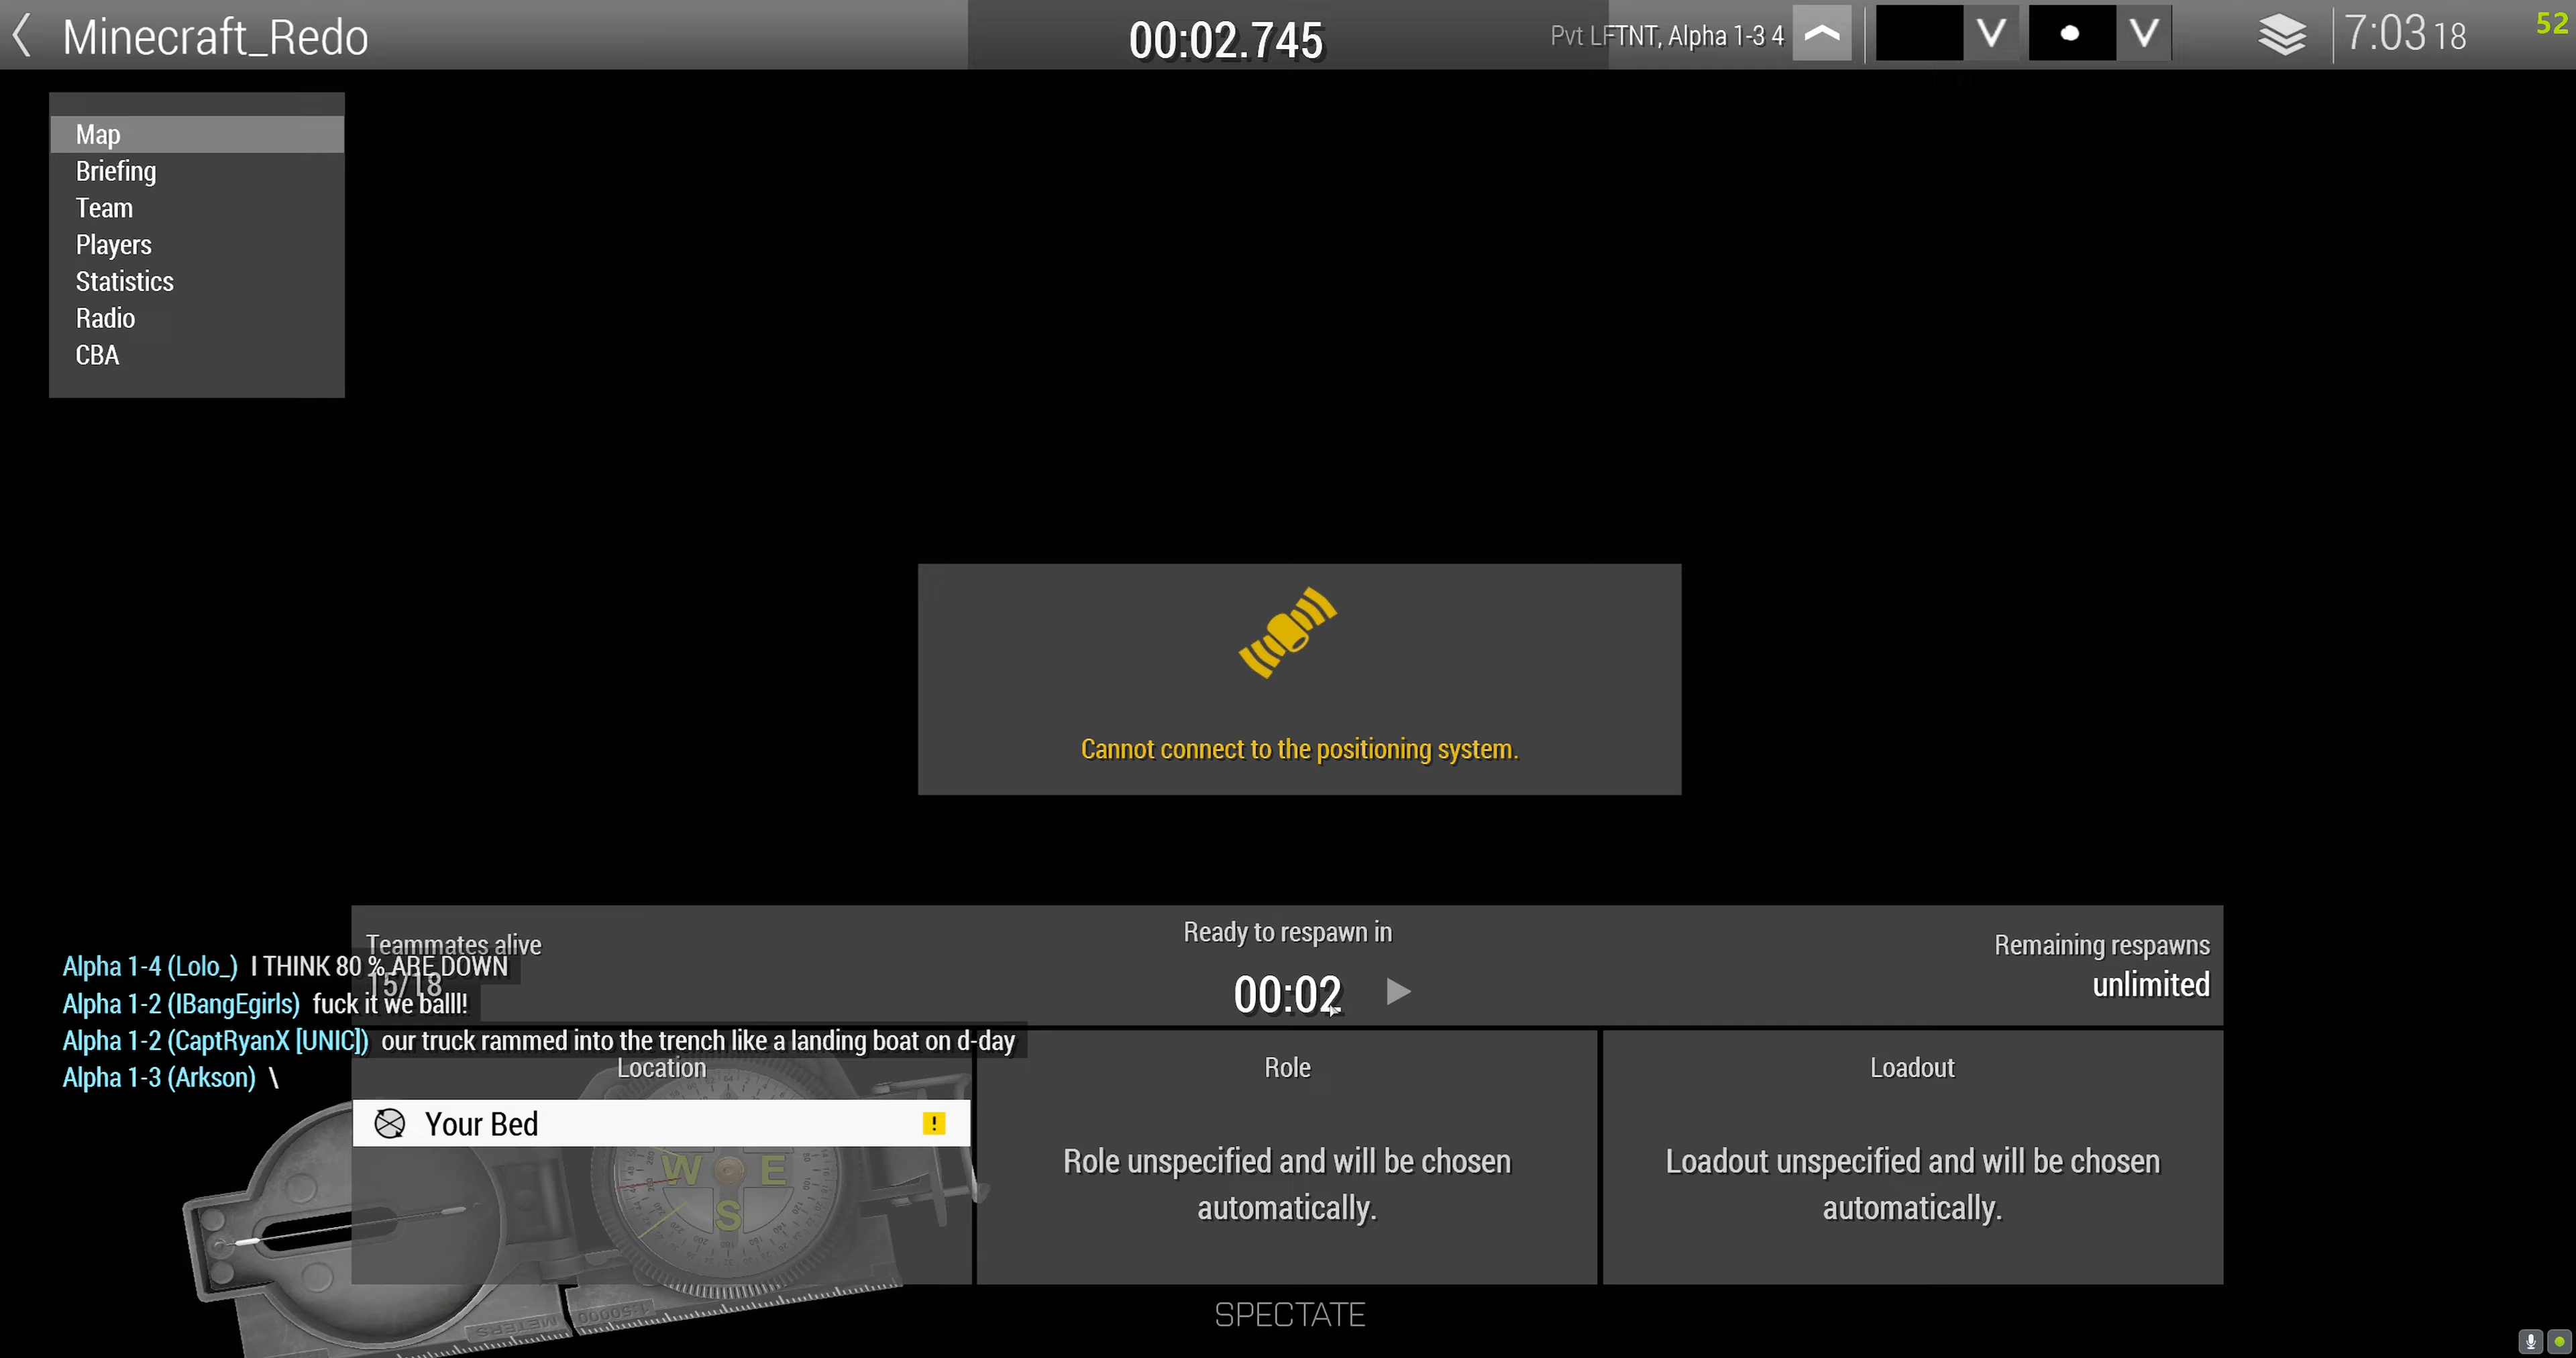 Minecraft_Redo
00:02.745
Pvt LFTNT, Alpha 1-3 4
7:03 18
52
Map
Briefing
Team
Players
Statistics
Radio
CBA
Cannot connect to the positioning system.
Teammates alive
15/18
Ready to respawn in
00:02
Remaining respawns
unlimited
Alpha 1-4 (Lolo_) I THINK 80 % ARE DOWN
Alpha 1-2 (IBangEgirls) fuck it we balll!
Alpha 1-2 (CaptRyanX [UNIC]) our truck rammed into the trench like a landing boat on d-day
Alpha 1-3 (Arkson) \
Location
Your Bed
!
W E
S
METERS
1:50000
Role
Role unspecified and will be chosen
automatically.
Loadout
Loadout unspecified and will be chosen
automatically.
SPECTATE